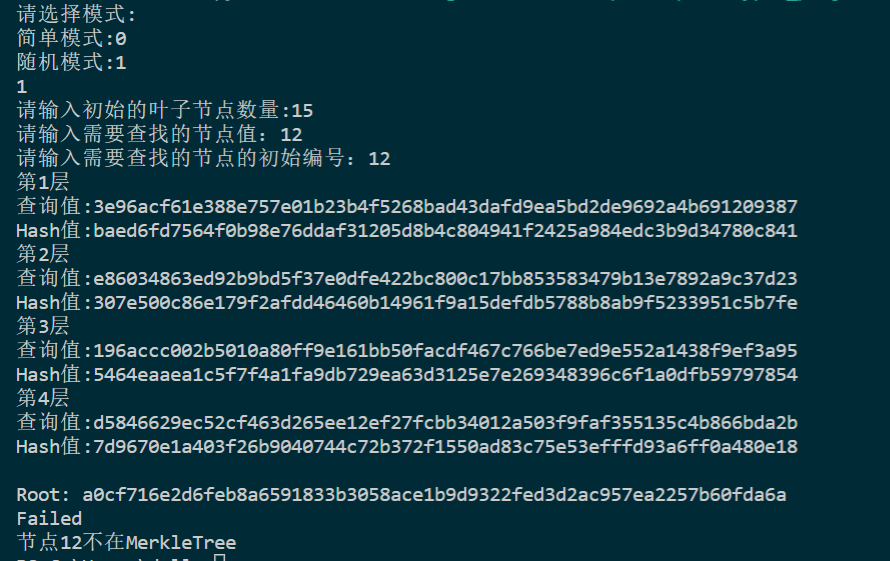 请选择模式:
简单模式:0
随机模式:1
1
请输入初始的叶子节点数量:15
请输入需要查找的节点值: 12
请输入需要查找的节点的初始编号: 12
第1层
查询值:3e96acf61e388e757e01b23b4f5268bad43dafd9ea5bd2de9692a4b691209387
Hash值:baed6fd7564f0b98e76ddaf31205d8b4c804941f2425a984edc3b9d34780c841
第2层
查询值:e86034863ed92b9bd5f37e0dfe422bc800c17bb853583479b13e7892a9c37d23
Hash值:307e500c86e179f2afdd46460b14961f9a15defdb5788b8ab9f5233951c5b7fe
第3层
查询值:196accc002b5010a80ff9e161bb50facdf467c766be7ed9e552a1438f9ef3a95
Hash值:5464eaaea1c5f7f4a1fa9db729ea63d3125e7e269348396c6f1a0dfb59797854
第4层
查询值:d5846629ec52cf463d265ee12ef27fcbb34012a503f9faf355135c4b866bda2b
Hash值:7d9670e1a403f26b9040744c72b372f1550ad83c75e53efffd93a6ff0a480e18
Root: a0cf716e2d6feb8a6591833b3058ace1b9d9322fed3d2ac957ea2257b60fda6a
Failed
节点12不在MerkleTree